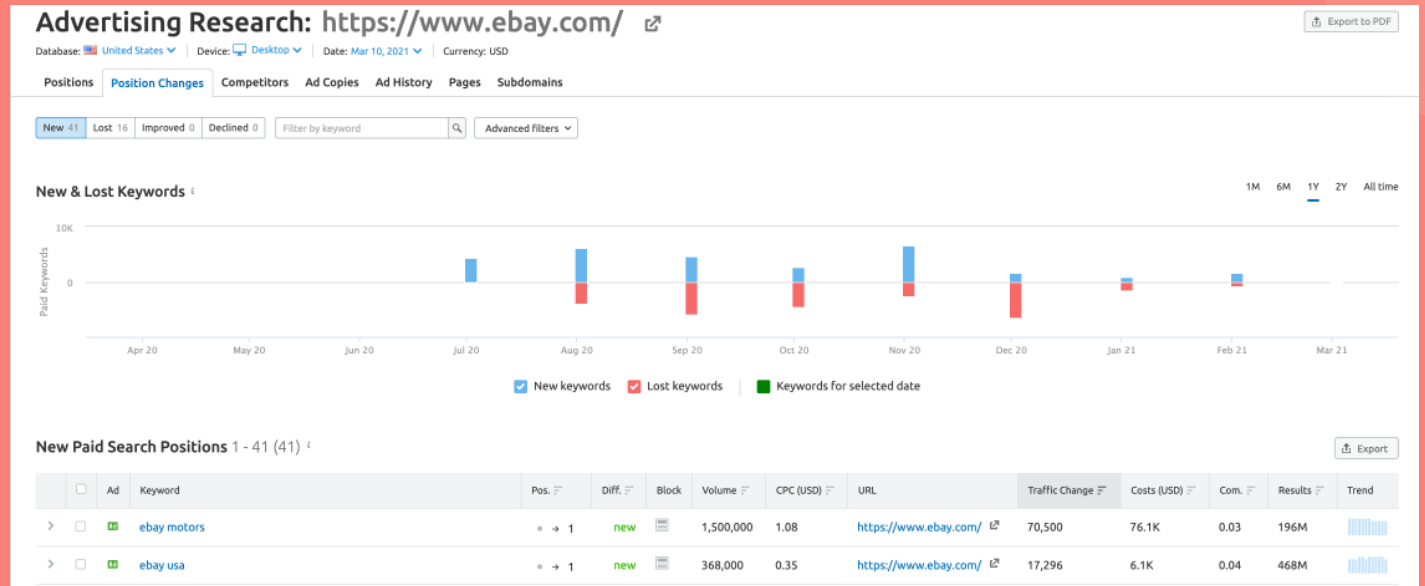 Advertising Research: https://www.ebay.com/
Export to PDF
Database: United States Device: Desktop Date: Mar 10, 2021 Currency: USD
Positions Position Changes Competitors Ad Copies Ad History Pages Subdomains
New 41 Lost 16 Improved 0 Declined 0 Filter by keyword Advanced filters
New & Lost Keywords i
1M 6M 1Y 2Y All time
10K
Paid Keywords
0
Apr 20 May 20 Jun 20 Jul 20 Aug 20 Sep 20 Oct 20 Nov 20 Dec 20 Jan 21 Feb 21 Mar 21
New keywords Lost keywords Keywords for selected date
New Paid Search Positions 1 - 41 (41) i
Export
Ad Keyword Pos. Diff. Block Volume CPC (USD) URL Traffic Change Costs (USD) Com. Results Trend
Ad ebay motors → 1 new 1,500,000 1.08 https://www.ebay.com/ 70,500 76.1K 0.03 196M
Ad ebay usa → 1 new 368,000 0.35 https://www.ebay.com/ 17,296 6.1K 0.04 468M